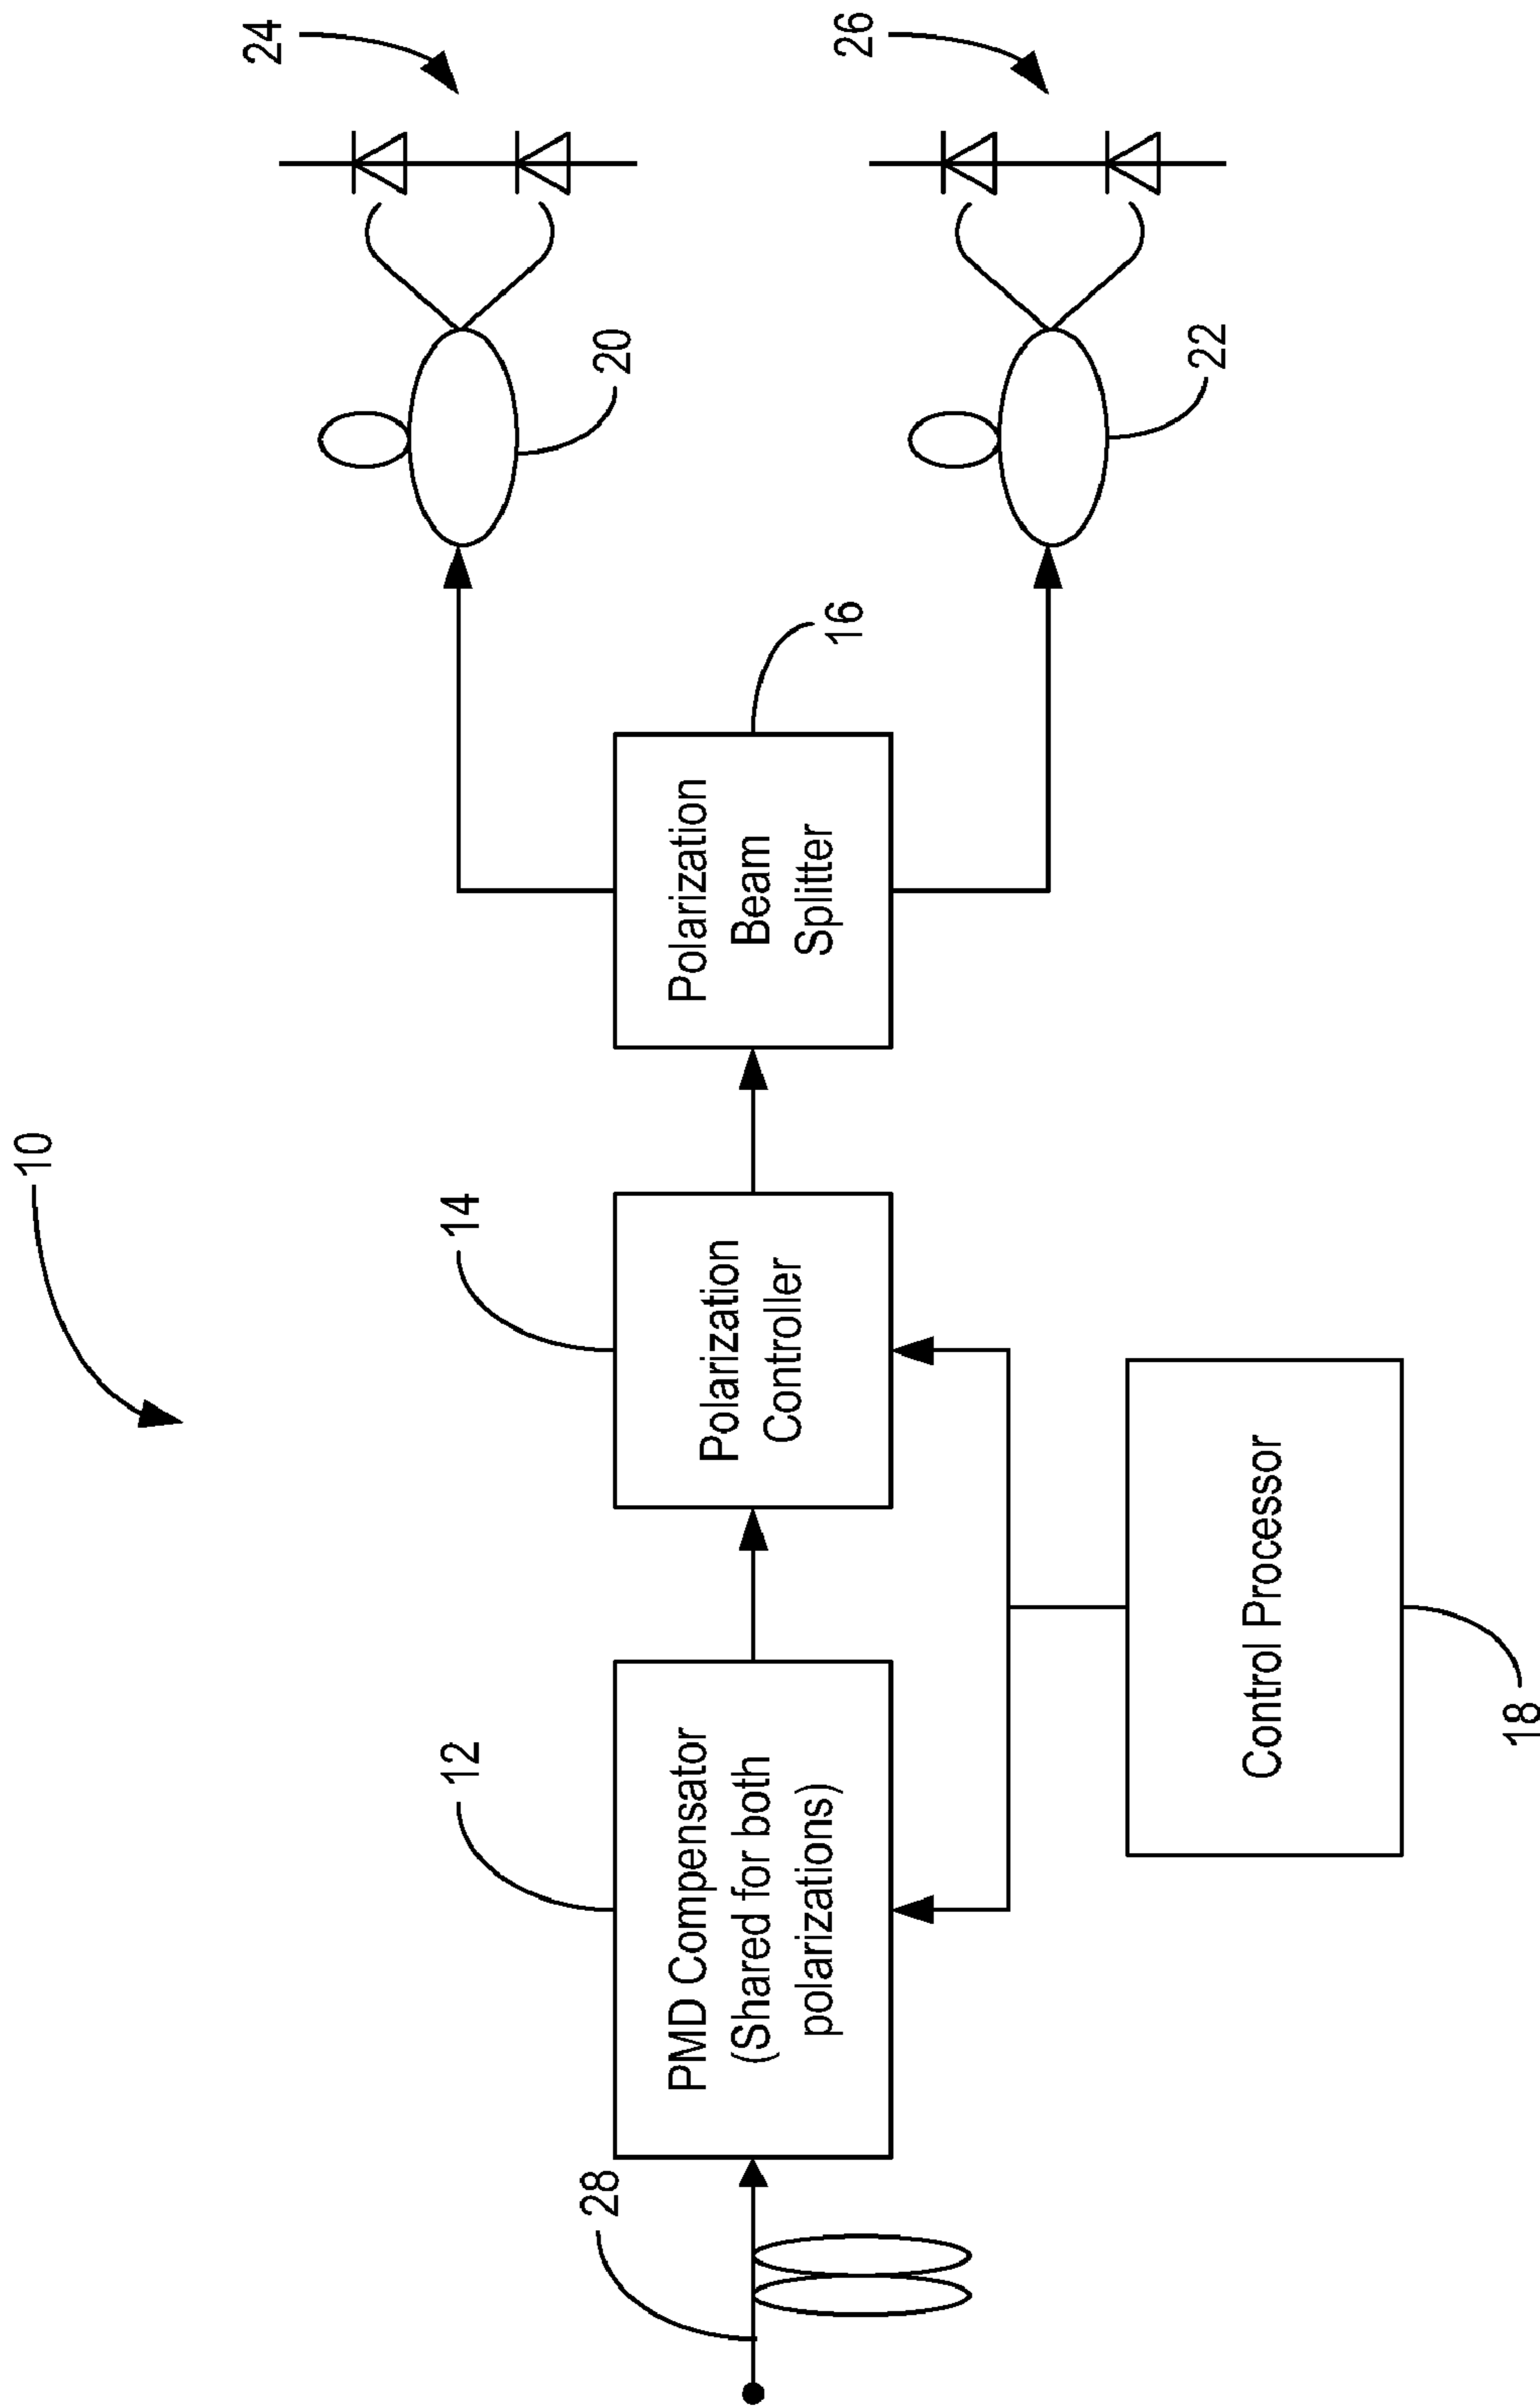 10
28
12
PMD Compensator
(Shared for both
polarizations)
14
Polarization
Controller
16
Polarization
Beam
Splitter
20
24
22
26
18
Control Processor